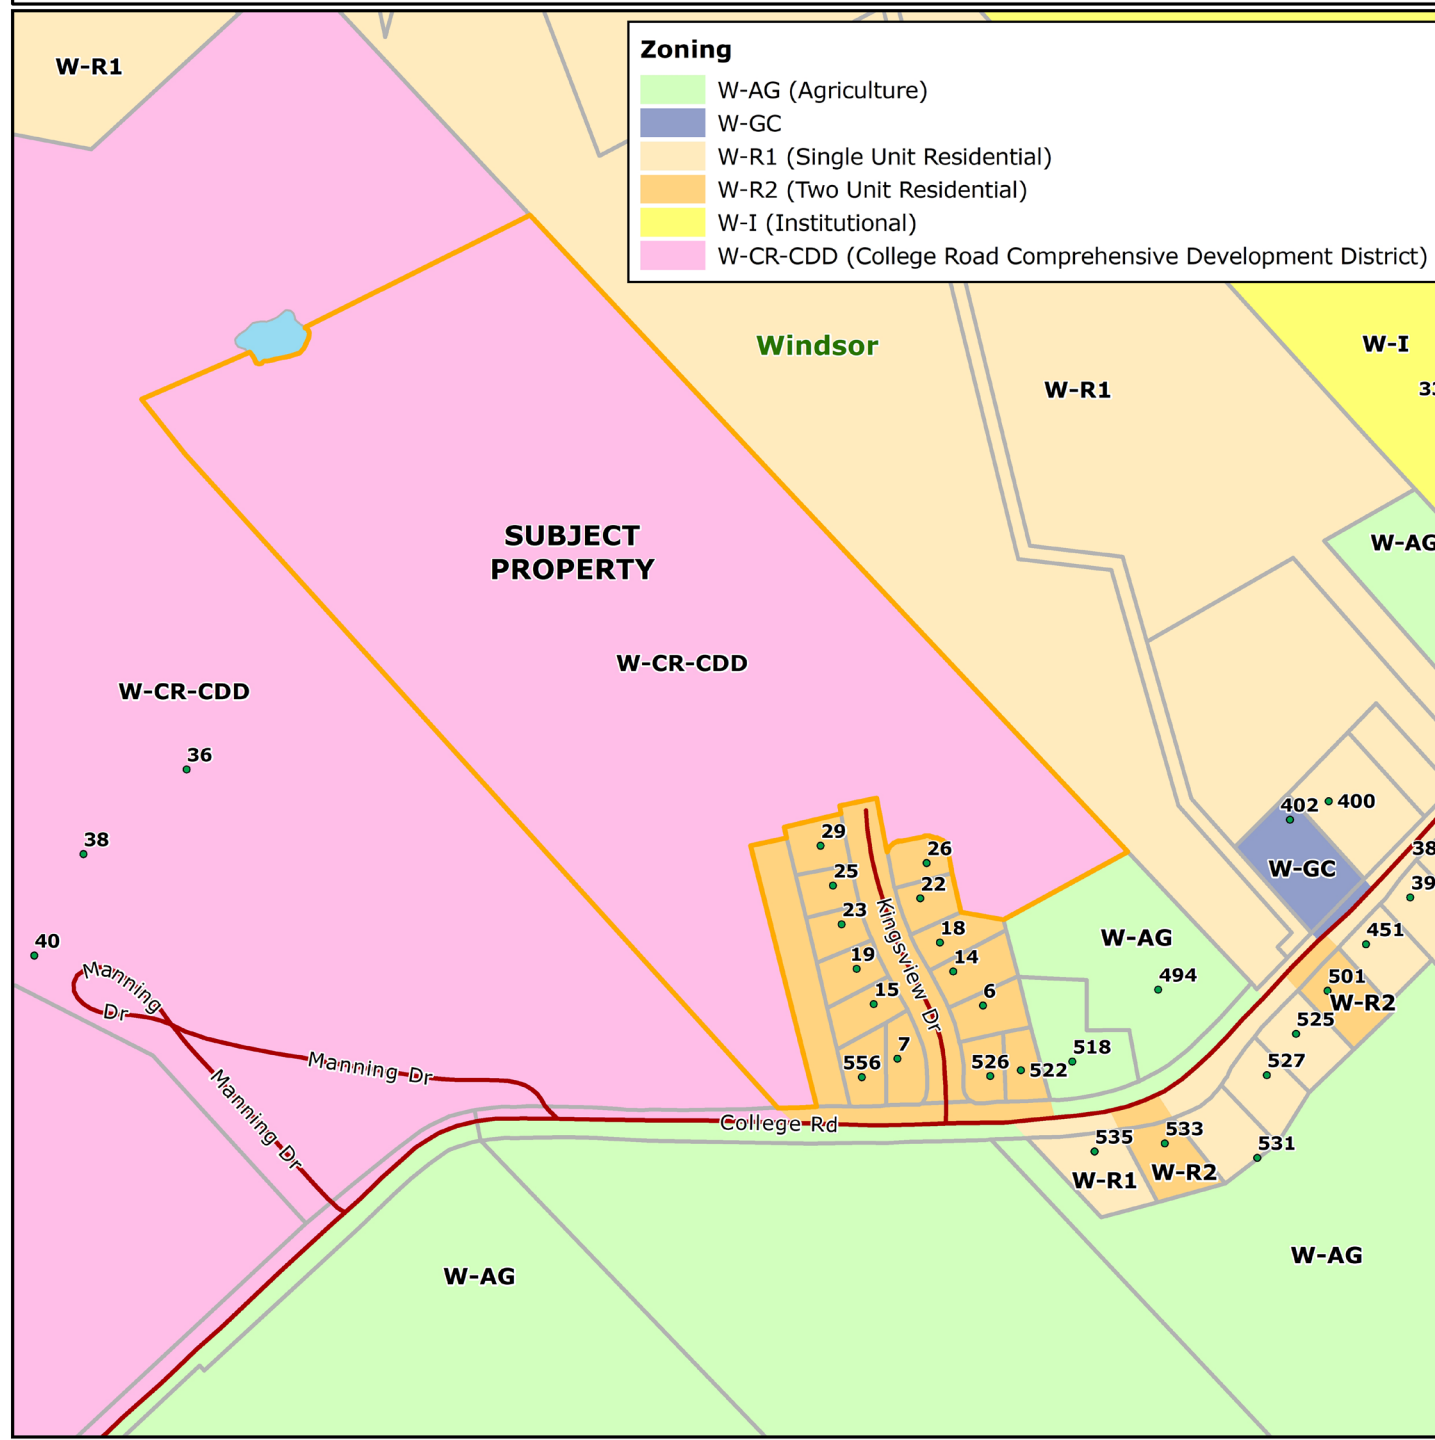 W-R1
Zoning
W-AG (Agriculture)
W-GC
W-R1 (Single Unit Residential)
W-R2 (Two Unit Residential)
W-I (Institutional)
W-CR-CDD (College Road Comprehensive Development District)
Windsor
W-I
W-R1
33
SUBJECT
PROPERTY
W-AG
W-CR-CDD
W-CR-CDD
36
402
400
29
38
38
26
25
W-GC
22
39
23
Kingsview Dr
18
451
W-AG
40
19
14
Manning
Dr
494
501
15
6
W-R2
525
7
518
Manning Dr
556
526
522
527
Manning Dr
College Rd
535
533
531
W-R1
W-R2
W-AG
W-AG